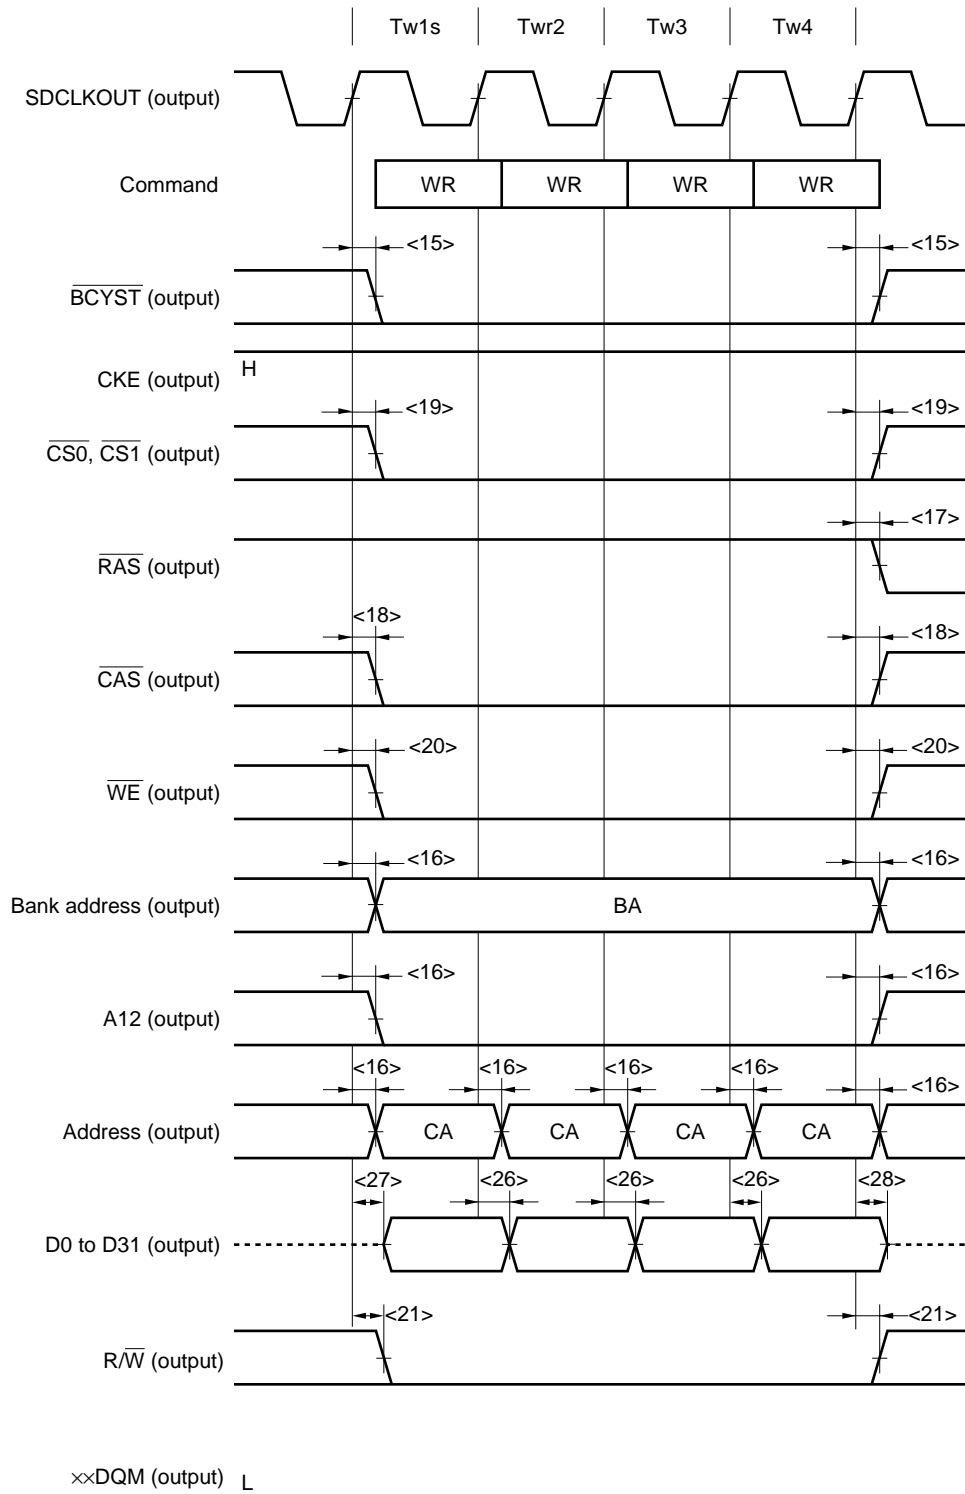 Tw1s Twr2 Tw3 Tw4
SDCLKOUT (output)
Command WR WR WR WR
<15> <15>
BCYST (output)
H
CKE (output)
<19> <19>
CS0, CS1 (output)
<17>
RAS (output)
<18> <18>
CAS (output)
<20> <20>
WE (output)
<16> <16>
Bank address (output) BA
<16> <16>
A12 (output)
<16> <16> <16> <16> <16>
Address (output) CA CA CA CA
<27> <26> <26> <26> <28>
D0 to D31 (output)
<21> <21>
R/W (output)
××DQM (output) L